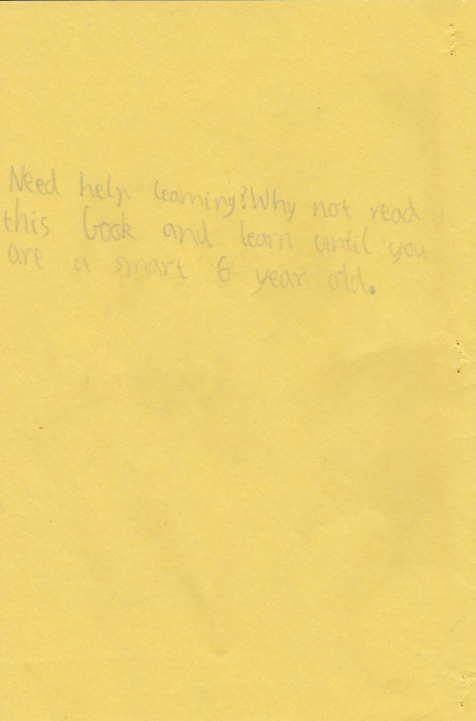 Need help learning? Why not read
this book and learn until you
are a smart 6 year old.